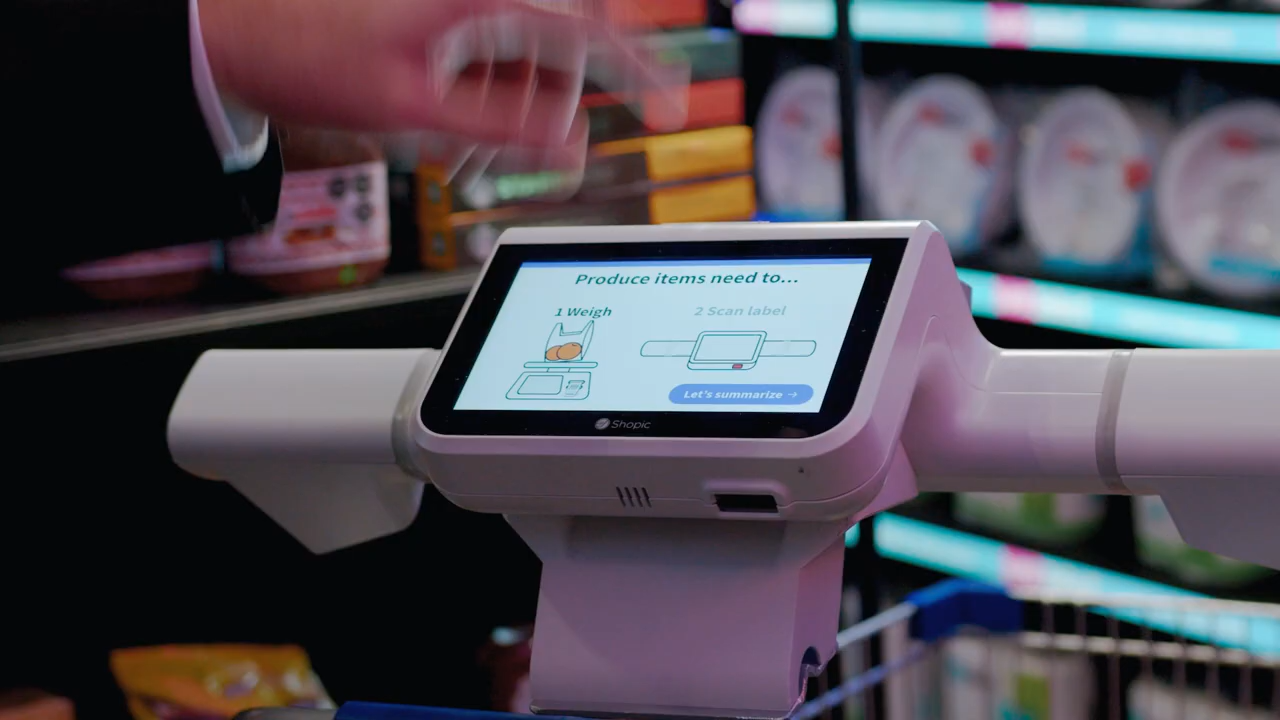 Produce items need to...
1 Weigh
2 Scan label
Let's summarize →
Shopic